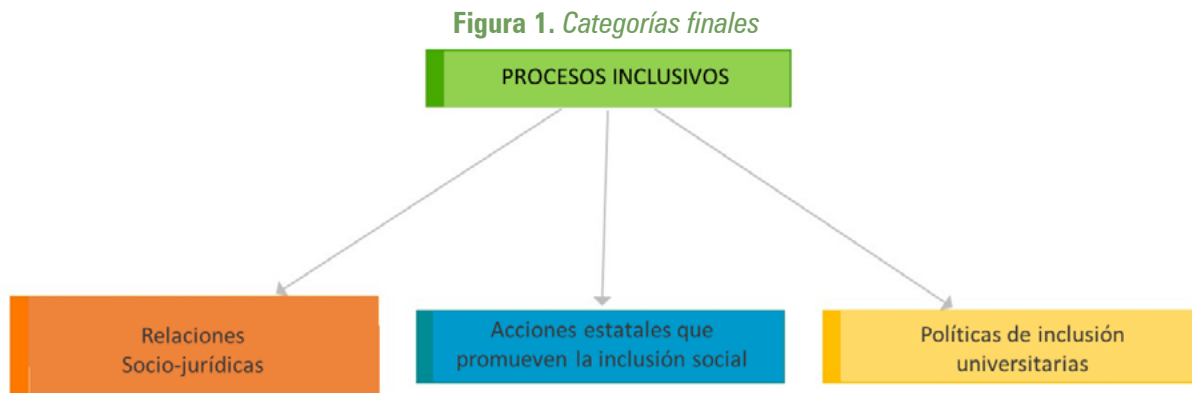 Figura 1. Categorías finales
PROCESOS INCLUSIVOS
Relaciones
Socio-jurídicas
Acciones estatales que
promueven la inclusión social
Políticas de inclusión
universitarias